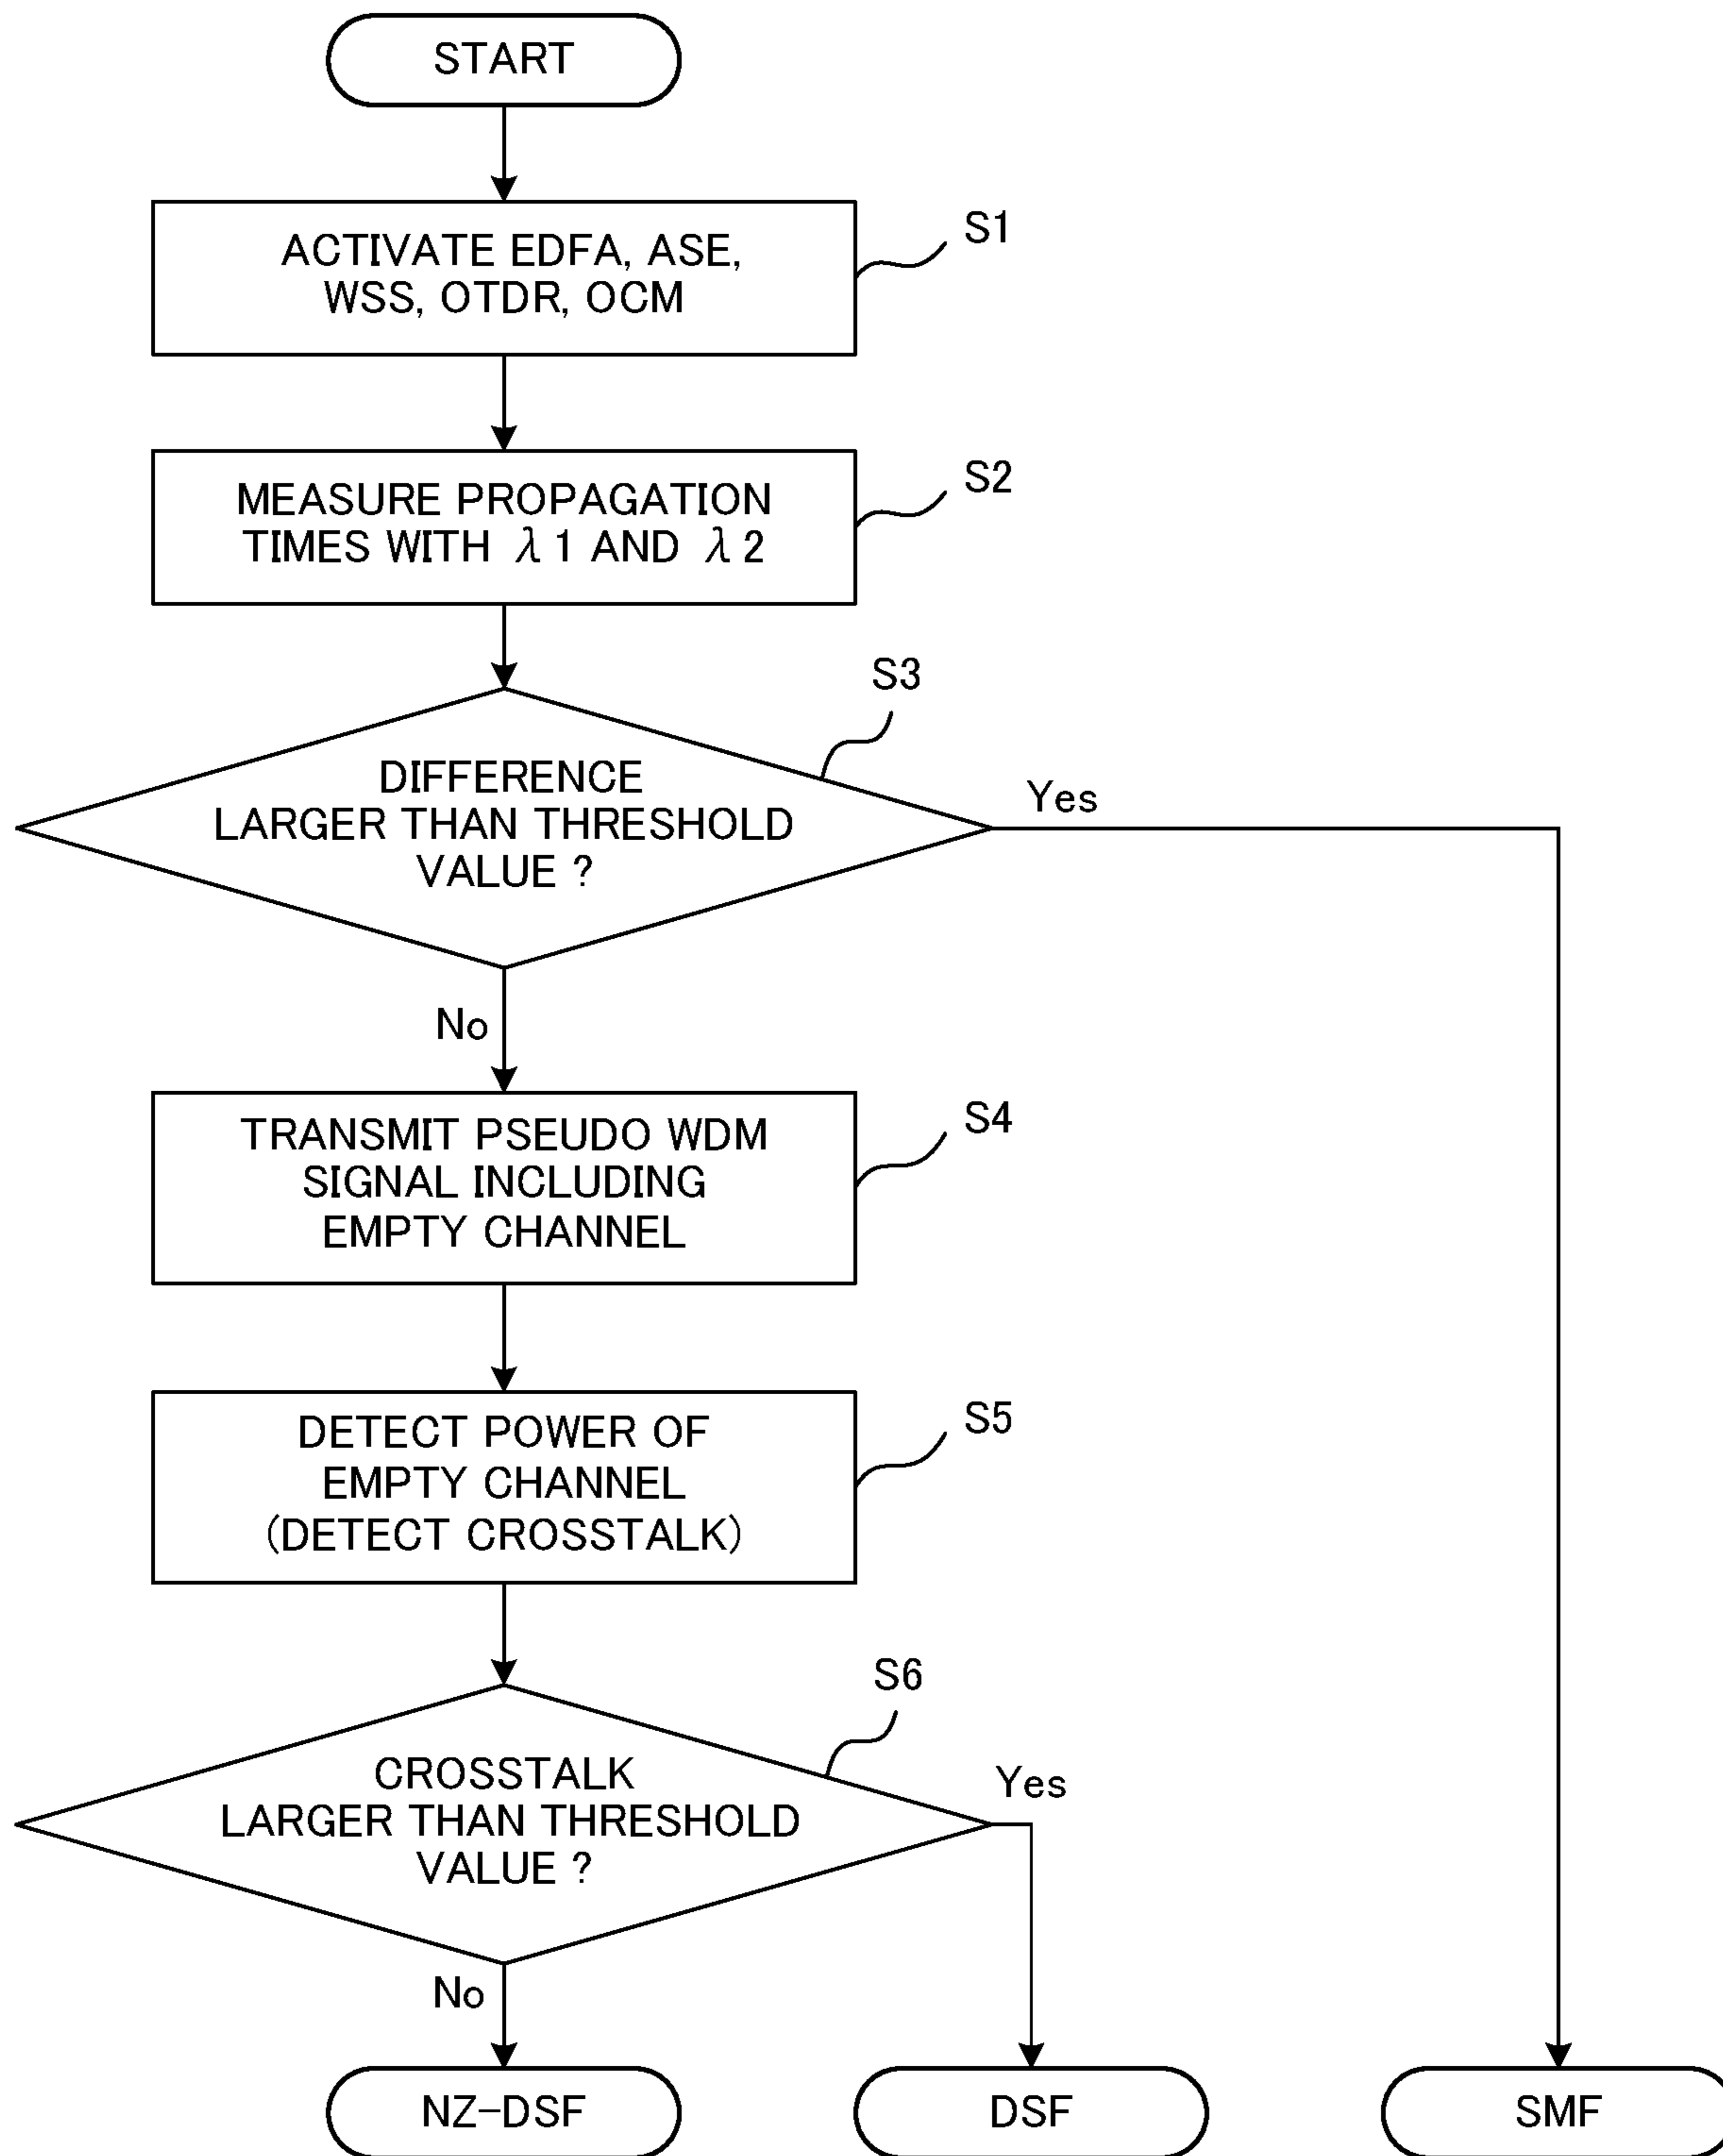 START
ACTIVATE EDFA, ASE,
WSS, OTDR, OCM
S1
MEASURE PROPAGATION
TIMES WITH λ1 AND λ2
S2
S3
DIFFERENCE
LARGER THAN THRESHOLD
VALUE ?
Yes
No
TRANSMIT PSEUDO WDM
SIGNAL INCLUDING
EMPTY CHANNEL
S4
DETECT POWER OF
EMPTY CHANNEL
(DETECT CROSSTALK)
S5
S6
CROSSTALK
LARGER THAN THRESHOLD
VALUE ?
Yes
No
NZ-DSF
DSF
SMF